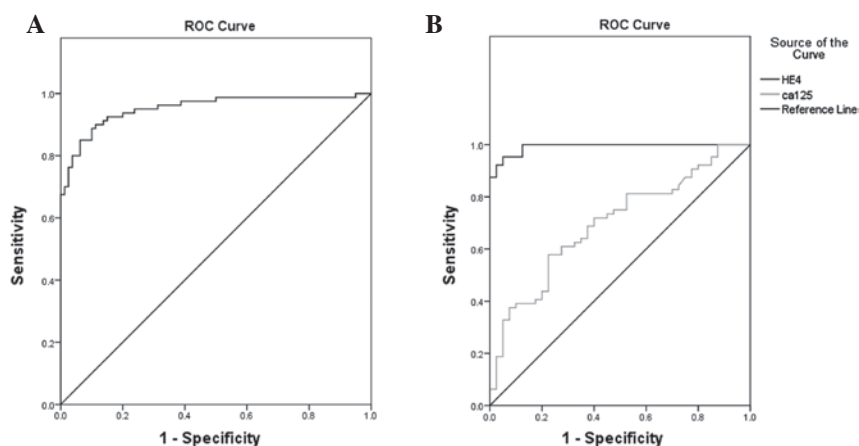 A
ROC Curve
Sensitivity
1.0
0.8
0.6
0.4
0.2
0.0
0.0 0.2 0.4 0.6 0.8 1.0
1 - Specificity
B
ROC Curve
Sensitivity
1.0
0.8
0.6
0.4
0.2
0.0
0.0 0.2 0.4 0.6 0.8 1.0
1 - Specificity
Source of the
Curve
HE4
ca125
Reference Line